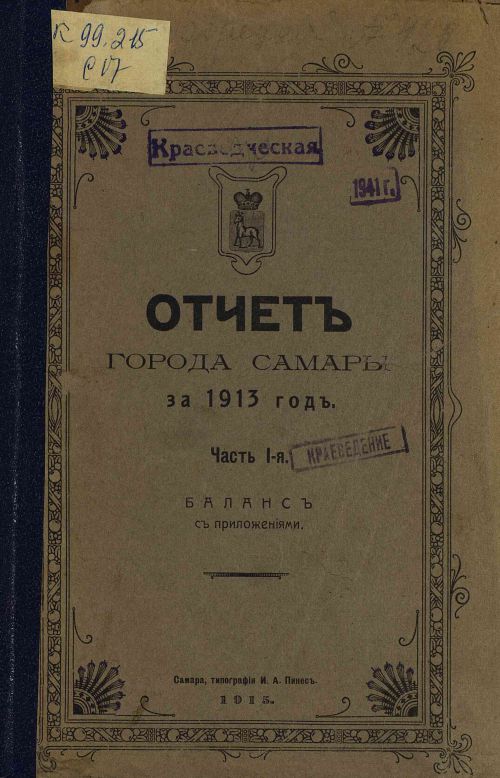 К 99.215
С 17
Краеведческая
1941 г.
ОТЧЕТЪ
ГОРОДА САМАРЫ
за 1913 годъ.
Часть I-я.
КРАЕВЕДЕНИЕ
БАЛАНСЪ
съ приложеніями.
Самара, типографія И. А. Пинесъ.
1915.